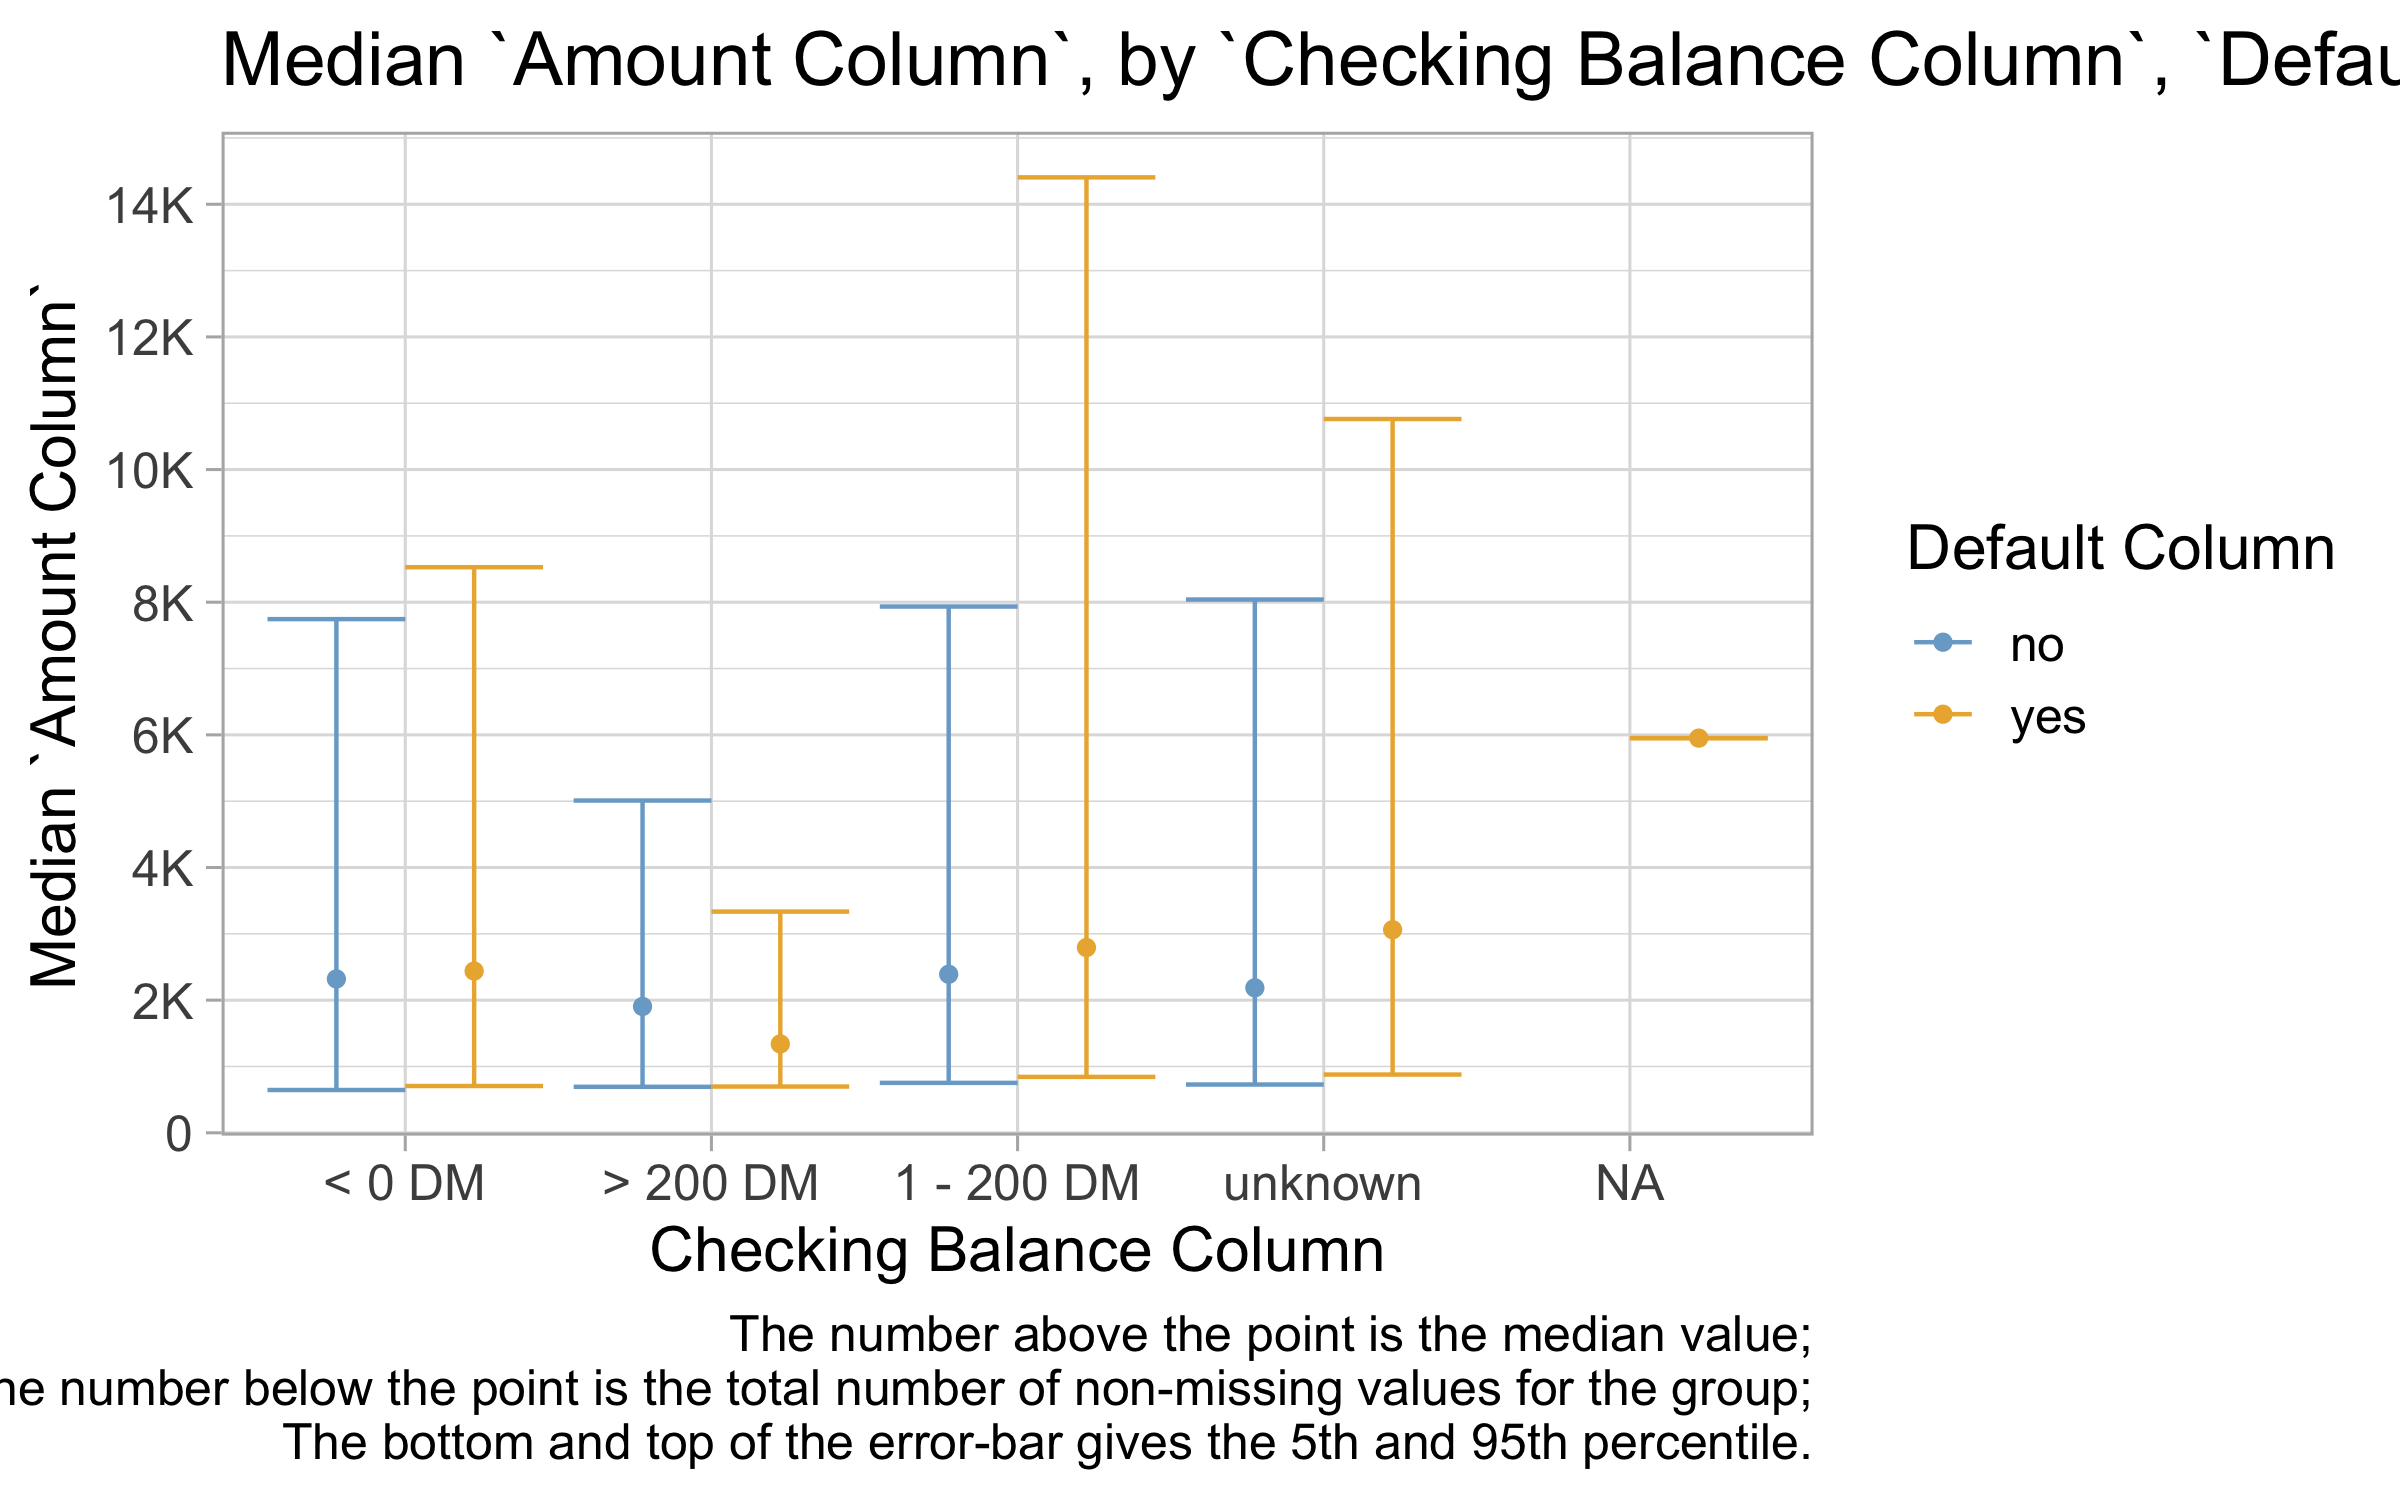 Median `Amount Column`, by `Checking Balance Column`, `Defau
Median `Amount Column`
14K
12K
10K
8K
6K
4K
2K
0
< 0 DM
> 200 DM
1 - 200 DM
unknown
NA
Checking Balance Column
Default Column
no
yes
The number above the point is the median value;
he number below the point is the total number of non-missing values for the group;
The bottom and top of the error-bar gives the 5th and 95th percentile.